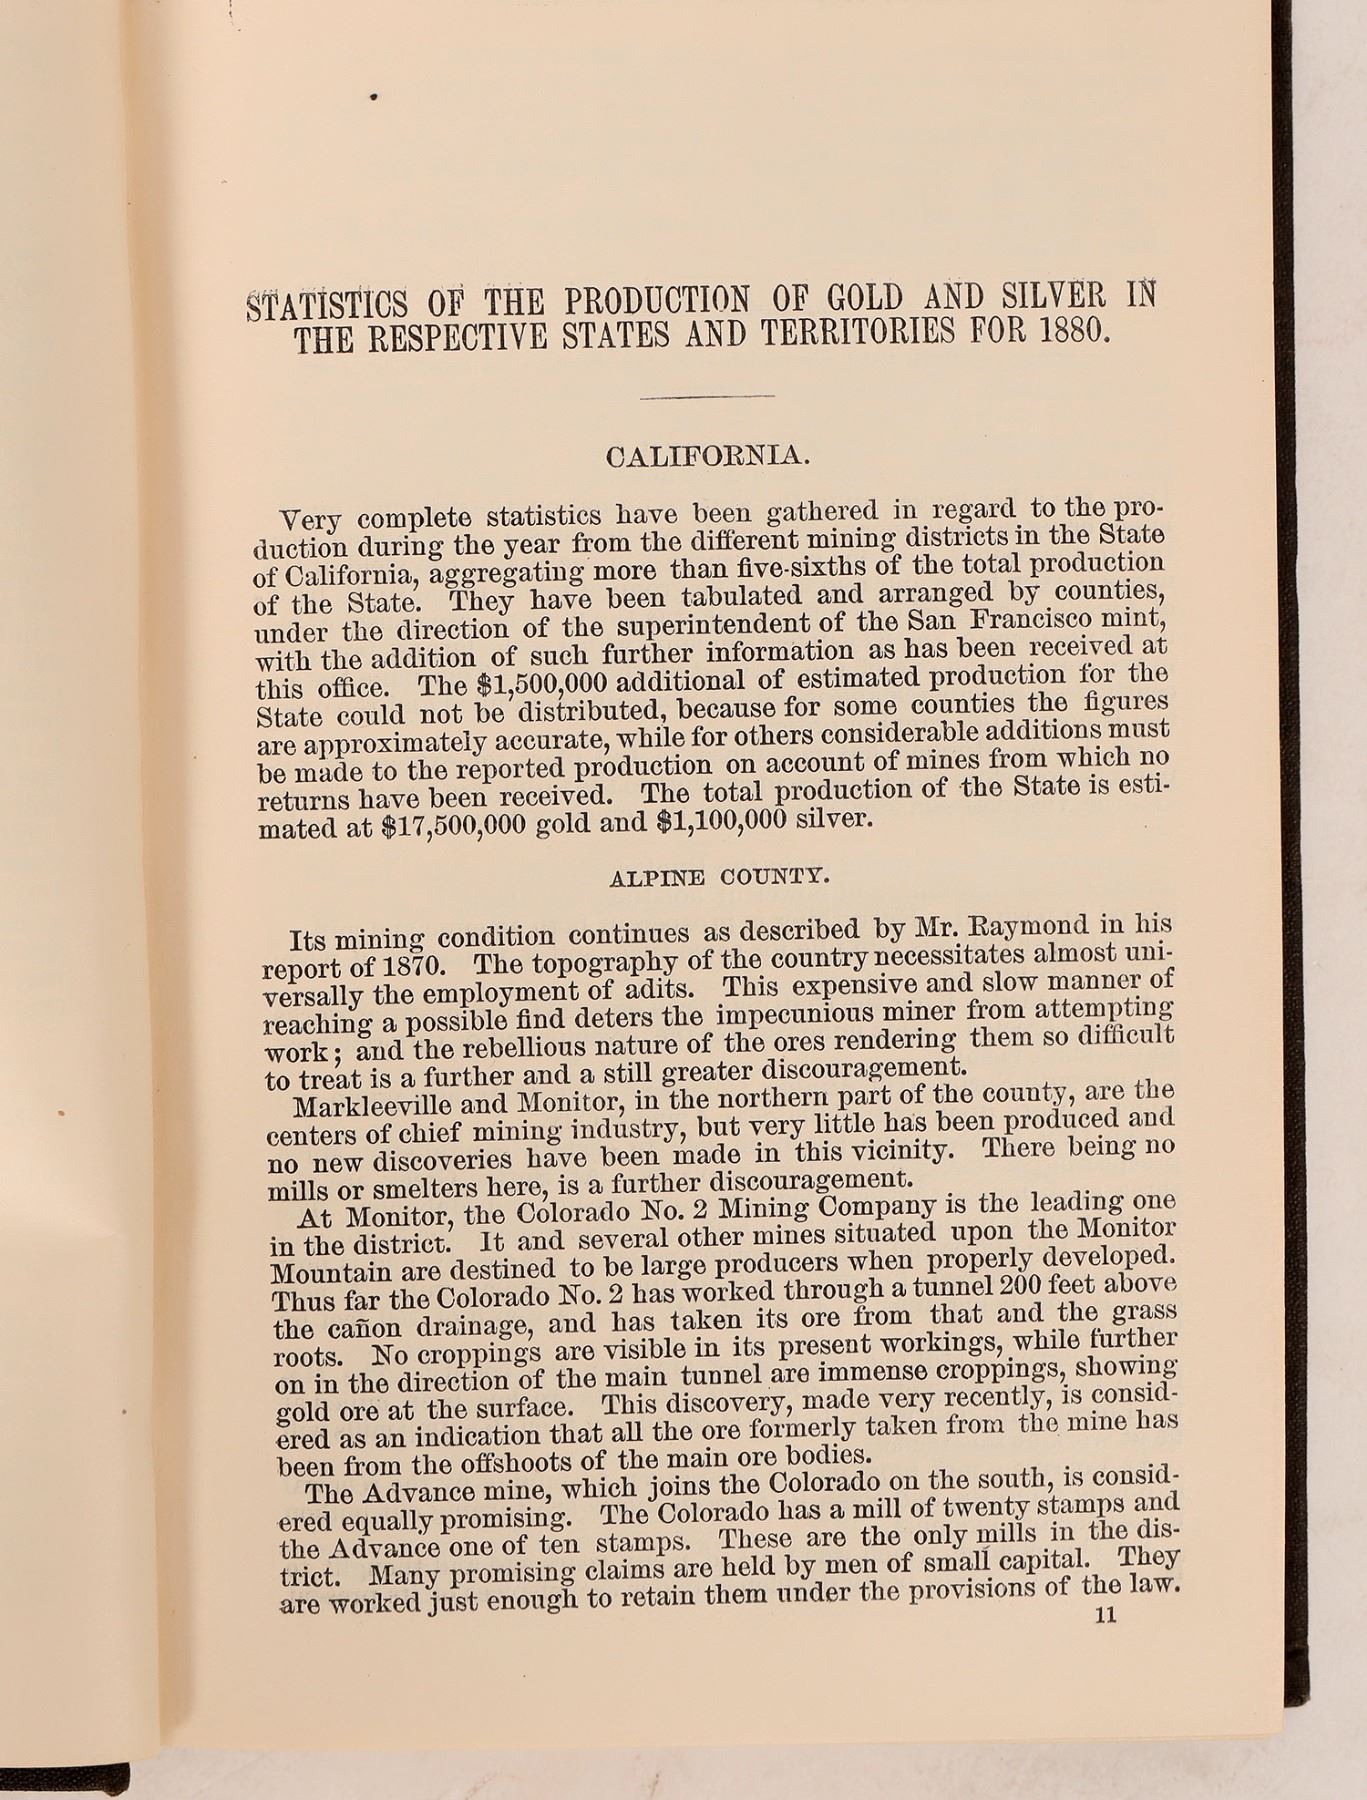 STATISTICS OF THE PRODUCTION OF GOLD AND SILVER IN
THE RESPECTIVE STATES AND TERRITORIES FOR 1880.
CALIFORNIA.
Very complete statistics have been gathered in regard to the pro-
duction during the year from the different mining districts in the State
of California, aggregating more than five-sixths of the total production
of the State. They have been tabulated and arranged by counties,
under the direction of the superintendent of the San Francisco mint,
with the addition of such further information as has been received at
this office. The $1,500,000 additional of estimated production for the
State could not be distributed, because for some counties the figures
are approximately accurate, while for others considerable additions must
be made to the reported production on account of mines from which no
returns have been received. The total production of the State is esti-
mated at $17,500,000 gold and $1,100,000 silver.
ALPINE COUNTY.
Its mining condition continues as described by Mr. Raymond in his
report of 1870. The topography of the country necessitates almost uni-
versally the employment of adits. This expensive and slow manner of
reaching a possible find deters the impecunious miner from attempting
work; and the rebellious nature of the ores rendering them so difficult
to treat is a further and a still greater discouragement.
Markleeville and Monitor, in the northern part of the county, are the
centers of chief mining industry, but very little has been produced and
no new discoveries have been made in this vicinity. There being no
mills or smelters here, is a further discouragement.
At Monitor, the Colorado No. 2 Mining Company is the leading one
in the district. It and several other mines situated upon the Monitor
Mountain are destined to be large producers when properly developed.
Thus far the Colorado No. 2 has worked through a tunnel 200 feet above
the cañon drainage, and has taken its ore from that and the grass
roots. No croppings are visible in its present workings, while further
on in the direction of the main tunnel are immense croppings, showing
gold ore at the surface. This discovery, made very recently, is consid-
ered as an indication that all the ore formerly taken from the mine has
been from the offshoots of the main ore bodies.
The Advance mine, which joins the Colorado on the south, is consid-
ered equally promising. The Colorado has a mill of twenty stamps and
the Advance one of ten stamps. These are the only mills in the dis-
trict. Many promising claims are held by men of small capital. They
are worked just enough to retain them under the provisions of the law.
11